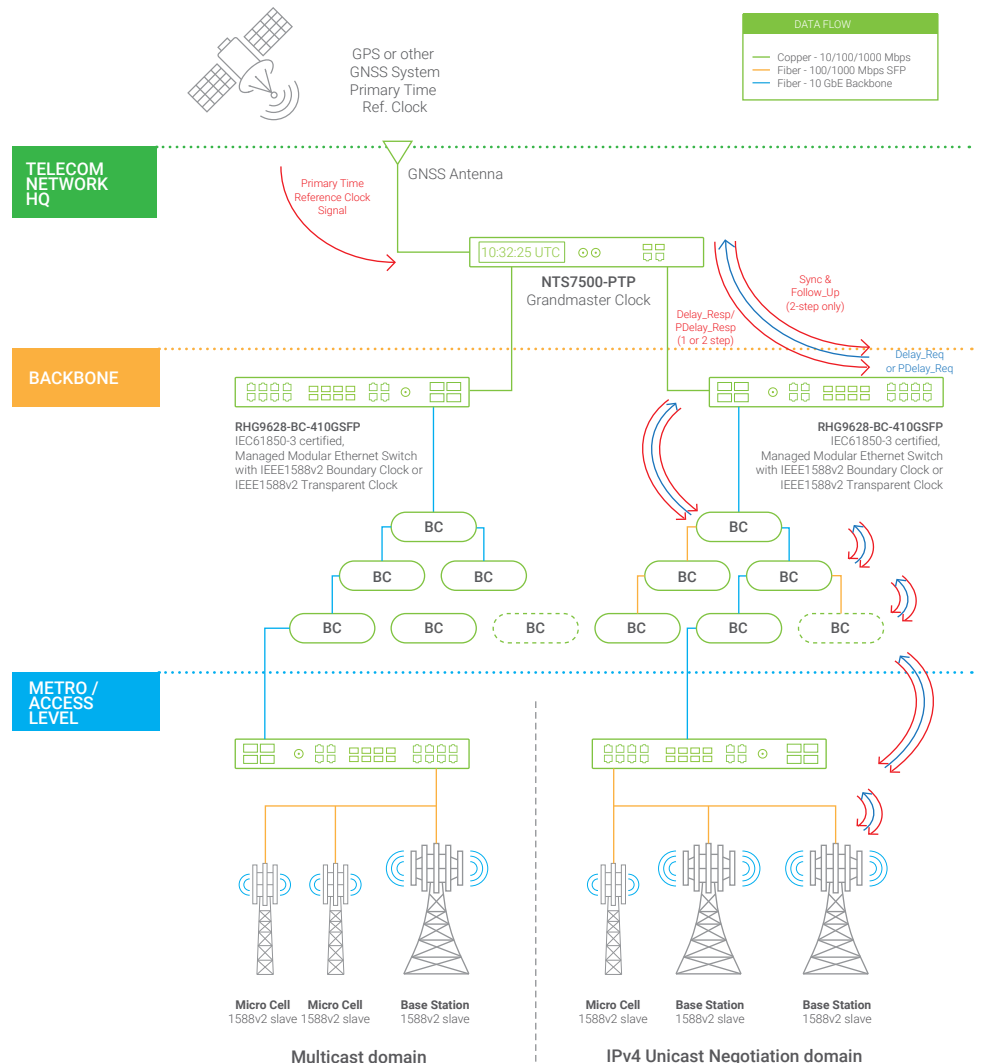 GPS or other
GNSS System
Primary Time
Ref. Clock
DATA FLOW
Copper - 10/100/1000 Mbps
Fiber - 100/1000 Mbps SFP
Fiber - 10 GbE Backbone
TELECOM
NETWORK
HQ
GNSS Antenna
Primary Time
Reference Clock
Signal
10:32:25 UTC
NTS7500-PTP
Grandmaster Clock
Sync &
Follow_Up
(2-step only)
Delay_Resp/
PDelay_Resp
(1 or 2 step)
Delay_Req
or PDelay_Req
BACKBONE
RHG9628-BC-410GSFP
IEC61850-3 certified,
Managed Modular Ethernet Switch
with IEEE1588v2 Boundary Clock or
IEEE1588v2 Transparent Clock
RHG9628-BC-410GSFP
IEC61850-3 certified,
Managed Modular Ethernet Switch
with IEEE1588v2 Boundary Clock or
IEEE1588v2 Transparent Clock
BC
BC
BC BC
BC BC
BC BC BC
BC BC BC
METRO /
ACCESS
LEVEL
Micro Cell Micro Cell Base Station
1588v2 slave 1588v2 slave 1588v2 slave
Micro Cell Base Station Base Station
1588v2 slave 1588v2 slave 1588v2 slave
Multicast domain
IPv4 Unicast Negotiation domain